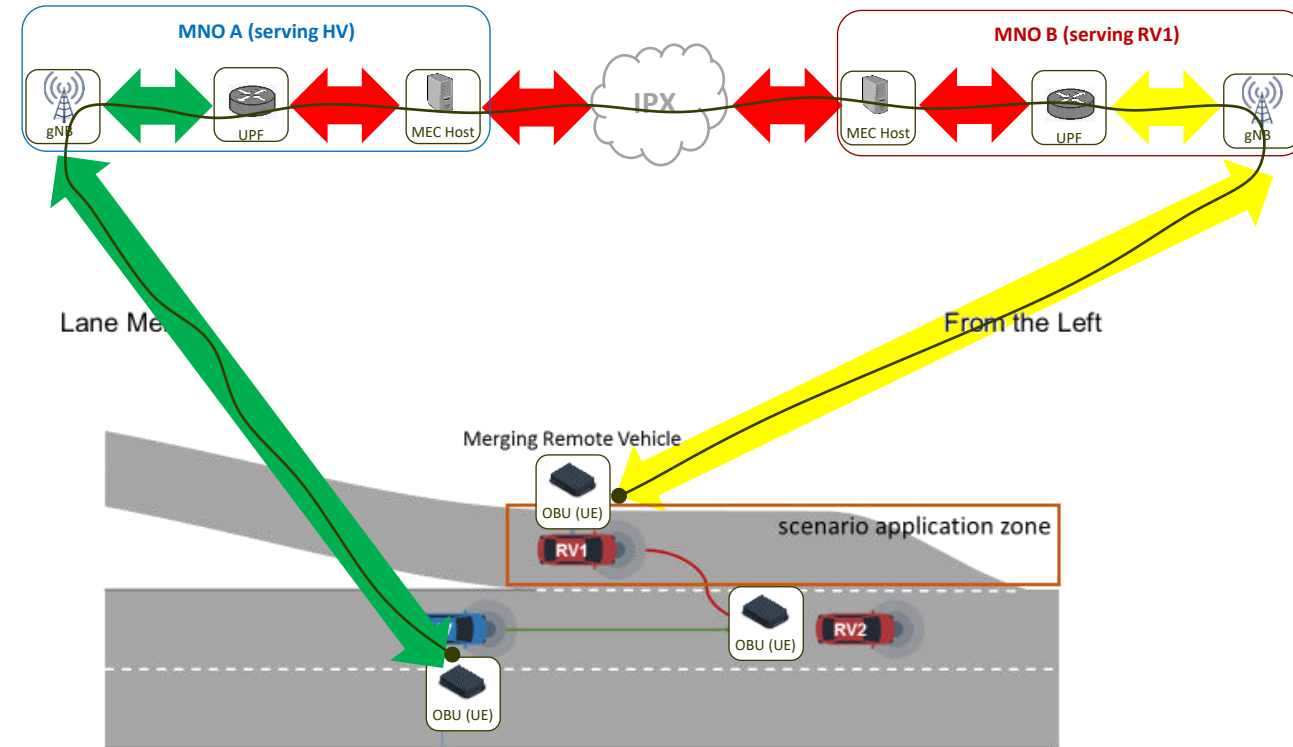 MNO A (serving HV)
MNO B (serving RV1)
gNB
UPF
MEC Host
IPX
MEC Host
UPF
gNB
Lane Me
From the Left
Merging Remote Vehicle
OBU (UE)
scenario application zone
RV1
OBU (UE)
RV2
OBU (UE)